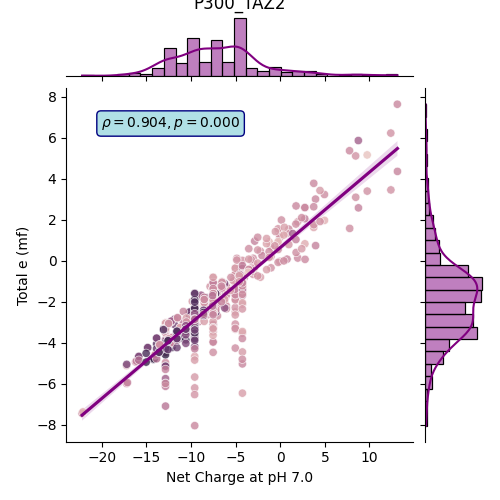 P300_TAZ2
ρ = 0.904, p = 0.000
8
6
4
2
0
−2
−4
−6
−8
Total e (mf)
−20 −15 −10 −5 0 5 10
Net Charge at pH 7.0